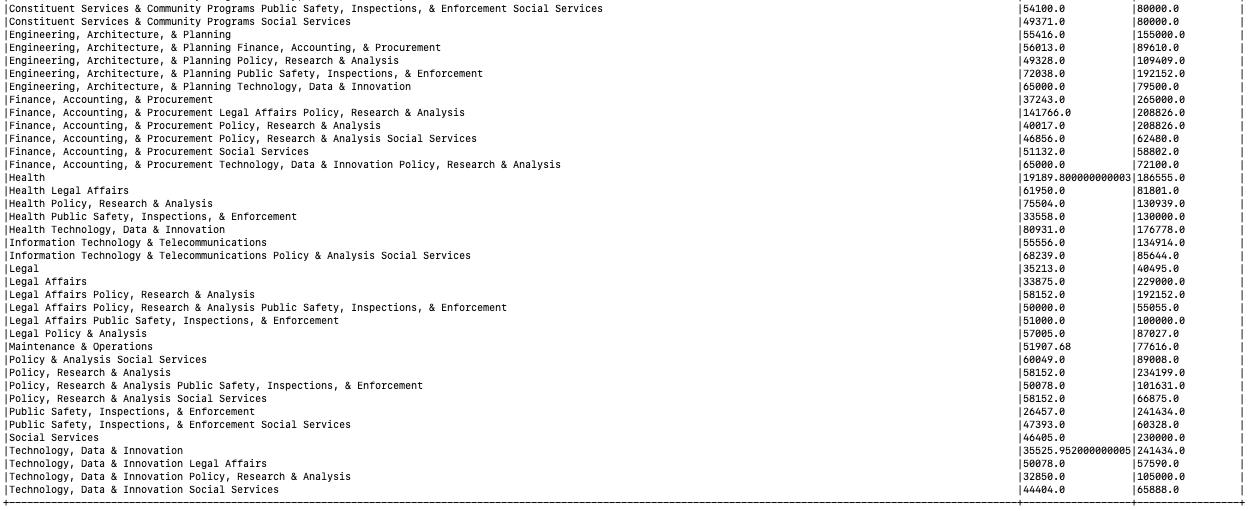 |Constituent Services & Community Programs Public Safety, Inspections, & Enforcement Social Services |54100.0 |80000.0 |
|Constituent Services & Community Programs Social Services |49371.0 |80000.0 |
|Engineering, Architecture, & Planning |55416.0 |155000.0 |
|Engineering, Architecture, & Planning Finance, Accounting, & Procurement |56013.0 |89610.0 |
|Engineering, Architecture, & Planning Policy, Research & Analysis |49328.0 |109409.0 |
|Engineering, Architecture, & Planning Public Safety, Inspections, & Enforcement |72038.0 |192152.0 |
|Engineering, Architecture, & Planning Technology, Data & Innovation |65000.0 |79500.0 |
|Finance, Accounting, & Procurement |37243.0 |265000.0 |
|Finance, Accounting, & Procurement Legal Affairs Policy, Research & Analysis |141766.0 |208826.0 |
|Finance, Accounting, & Procurement Policy, Research & Analysis |40017.0 |208826.0 |
|Finance, Accounting, & Procurement Policy, Research & Analysis Social Services |46856.0 |62480.0 |
|Finance, Accounting, & Procurement Social Services |51132.0 |58802.0 |
|Finance, Accounting, & Procurement Technology, Data & Innovation Policy, Research & Analysis |65000.0 |72100.0 |
|Health |19189.800000000003|186555.0 |
|Health Legal Affairs |61950.0 |81801.0 |
|Health Policy, Research & Analysis |75504.0 |130939.0 |
|Health Public Safety, Inspections, & Enforcement |33558.0 |130000.0 |
|Health Technology, Data & Innovation |80931.0 |176778.0 |
|Information Technology & Telecommunications |55556.0 |134914.0 |
|Information Technology & Telecommunications Policy & Analysis Social Services |68239.0 |85644.0 |
|Legal |35213.0 |40495.0 |
|Legal Affairs |33875.0 |229000.0 |
|Legal Affairs Policy, Research & Analysis |58152.0 |192152.0 |
|Legal Affairs Policy, Research & Analysis Public Safety, Inspections, & Enforcement |50000.0 |55055.0 |
|Legal Affairs Public Safety, Inspections, & Enforcement |51000.0 |100000.0 |
|Legal Policy & Analysis |57005.0 |87027.0 |
|Maintenance & Operations |51907.68 |77616.0 |
|Policy & Analysis Social Services |60049.0 |89008.0 |
|Policy, Research & Analysis |58152.0 |234199.0 |
|Policy, Research & Analysis Public Safety, Inspections, & Enforcement |50078.0 |101631.0 |
|Policy, Research & Analysis Social Services |58152.0 |66875.0 |
|Public Safety, Inspections, & Enforcement |26457.0 |241434.0 |
|Public Safety, Inspections, & Enforcement Social Services |47393.0 |60328.0 |
|Social Services |46405.0 |230000.0 |
|Technology, Data & Innovation |35525.952000000005|241434.0 |
|Technology, Data & Innovation Legal Affairs |50078.0 |57590.0 |
|Technology, Data & Innovation Policy, Research & Analysis |32850.0 |105000.0 |
|Technology, Data & Innovation Social Services |44404.0 |65888.0 |